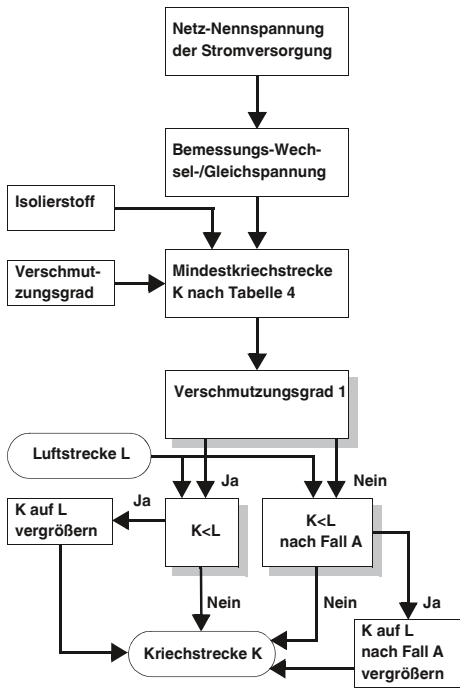 Netz-Nennspannung
der Stromversorgung
Bemessungs-Wech-
sel-/Gleichspannung
Isolierstoff
Verschmut-
zungsgrad
Mindestkriechstrecke
K nach Tabelle 4
Verschmutzungsgrad 1
Luftstrecke L
Ja
Nein
Ja
K auf L
vergrößern
K<L
K<L
nach Fall A
Nein
Nein
Ja
Kriechstrecke K
K auf L
nach Fall A
vergrößern